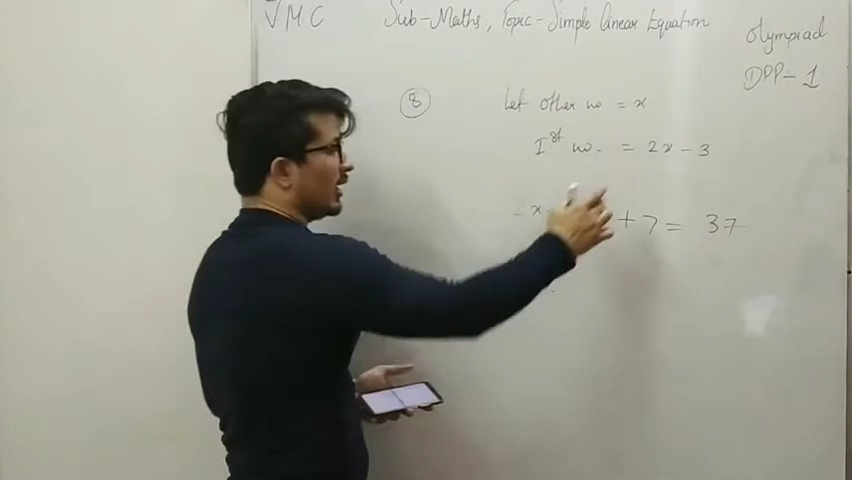 VMC Sub-Maths, Topic-Simple linear Equation
Olympiad
DPP-1
8 Let other no = x
Ist no. = 2x-3
-x +7= 37